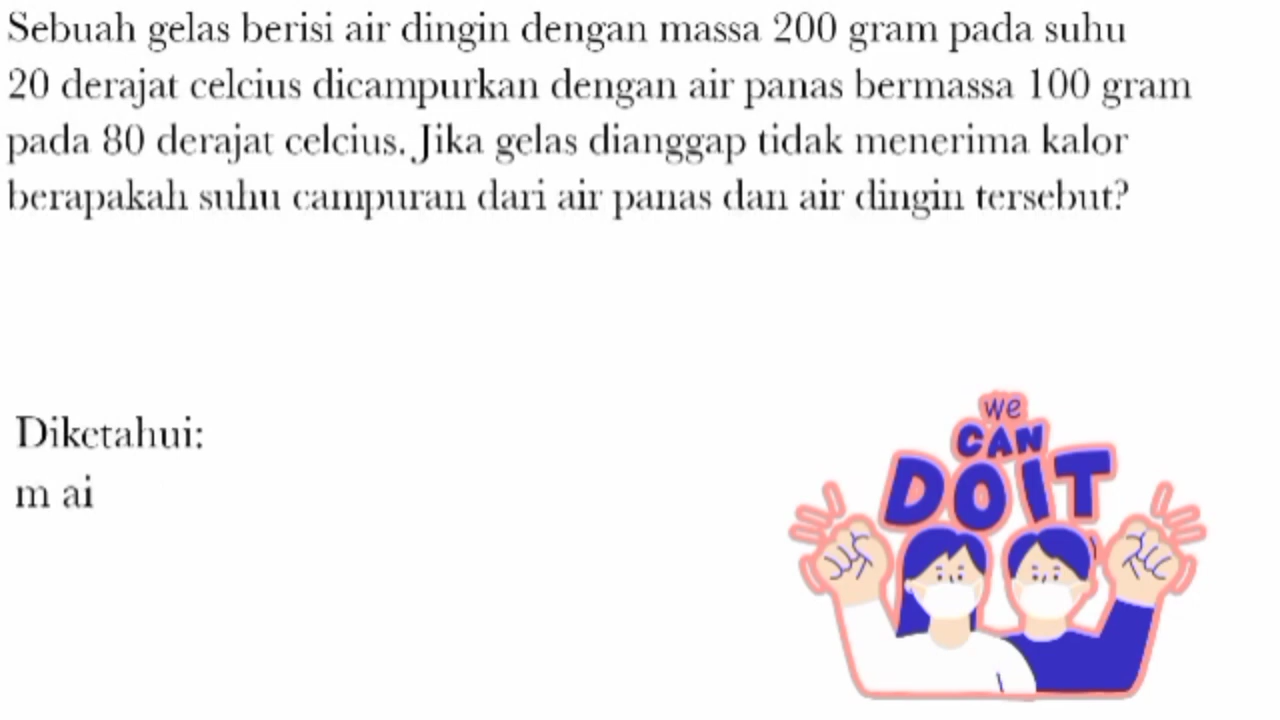 Sebuah gelas berisi air dingin dengan massa 200 gram pada suhu
20 derajat celcius dicampurkan dengan air panas bermassa 100 gram
pada 80 derajat celcius. Jika gelas dianggap tidak menerima kalor
berapakah suhu campuran dari air panas dan air dingin tersebut?
Diketahui:
m ai
we
CAN
DO IT